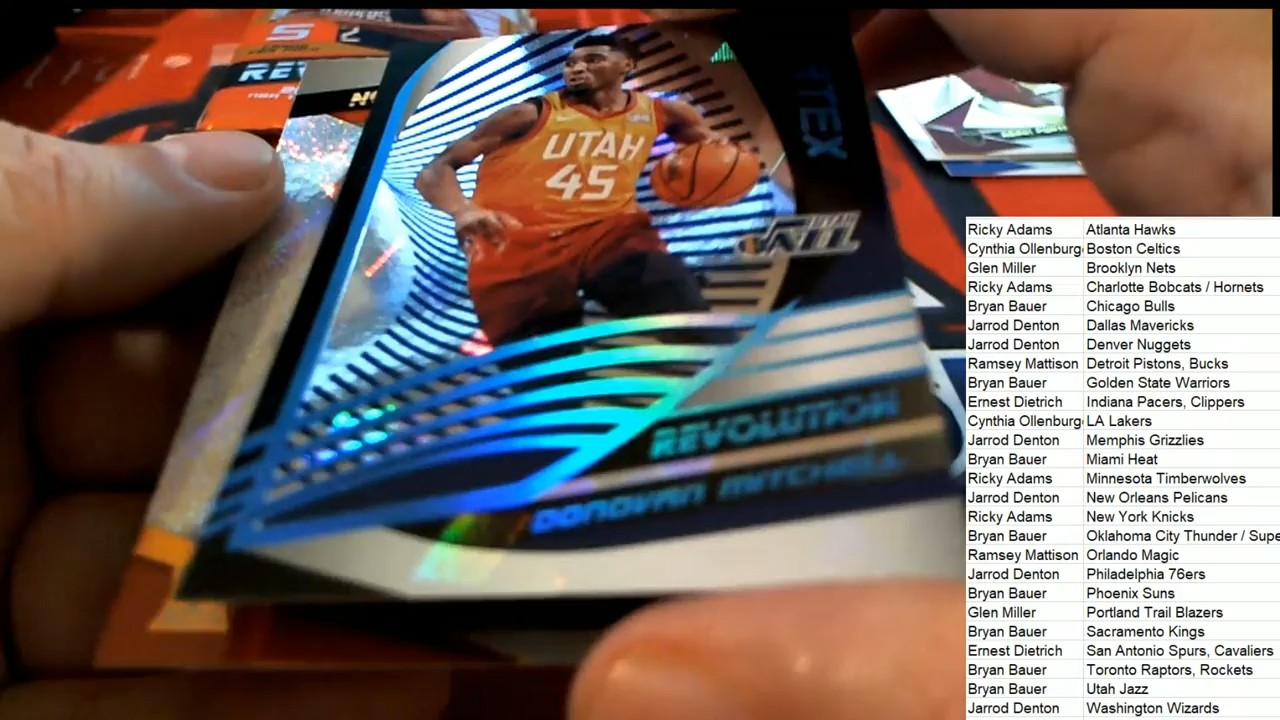 UTAH
45
UTAH
JAZZ
REVOLUTION
DONOVAN MITCHELL
Ricky Adams Atlanta Hawks
Cynthia Ollenburg Boston Celtics
Glen Miller Brooklyn Nets
Ricky Adams Charlotte Bobcats / Hornets
Bryan Bauer Chicago Bulls
Jarrod Denton Dallas Mavericks
Jarrod Denton Denver Nuggets
Ramsey Mattison Detroit Pistons, Bucks
Bryan Bauer Golden State Warriors
Ernest Dietrich Indiana Pacers, Clippers
Cynthia Ollenburg LA Lakers
Jarrod Denton Memphis Grizzlies
Bryan Bauer Miami Heat
Ricky Adams Minnesota Timberwolves
Jarrod Denton New Orleans Pelicans
Ricky Adams New York Knicks
Bryan Bauer Oklahoma City Thunder / Supe
Ramsey Mattison Orlando Magic
Jarrod Denton Philadelphia 76ers
Bryan Bauer Phoenix Suns
Glen Miller Portland Trail Blazers
Bryan Bauer Sacramento Kings
Ernest Dietrich San Antonio Spurs, Cavaliers
Bryan Bauer Toronto Raptors, Rockets
Bryan Bauer Utah Jazz
Jarrod Denton Washington Wizards